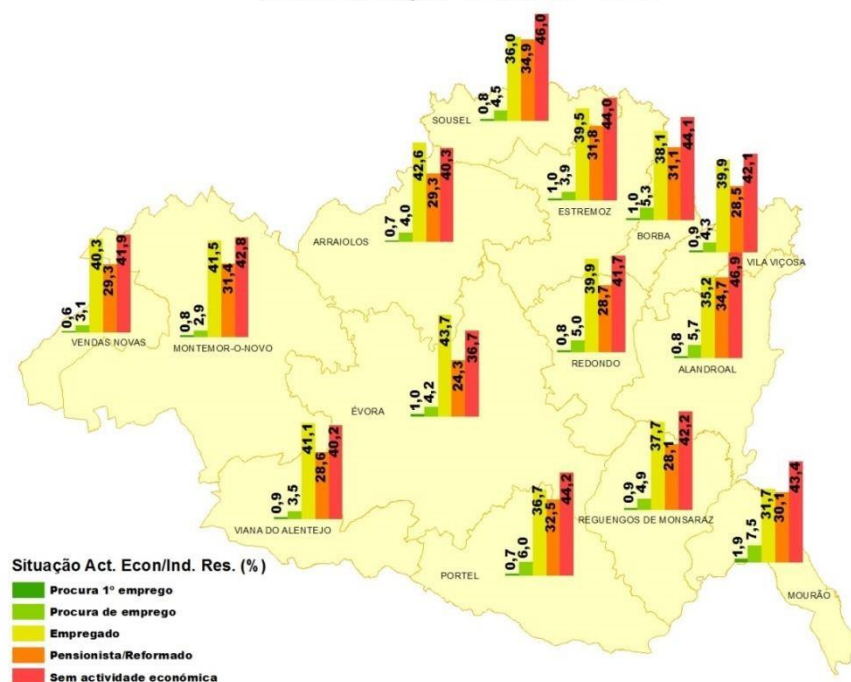 0,8 4,5 36,0 34,9 46,0
SOUSEL
1,0 3,9 39,5 31,8 44,0
ESTREMOZ
1,0 5,3 38,1 31,1 44,1
BORBA
0,7 4,0 42,6 29,3 40,3
ARRAIOLOS
0,9 4,3 39,9 28,5 42,1
VILA VIÇOSA
0,6 3,1 40,3 29,3 41,9
VENDAS NOVAS
0,8 2,9 41,5 31,4 42,8
MONTEMOR-O-NOVO
0,8 5,0 39,9 28,7 41,7
REDONDO
0,8 5,7 35,2 34,7 46,9
ALANDROAL
1,0 4,2 43,7 24,3 36,7
ÉVORA
0,9 3,5 41,1 28,6 40,2
VIANA DO ALENTEJO
0,9 4,9 37,7 28,1 42,2
REGUENGOS DE MONSARAZ
0,7 6,0 36,7 32,5 44,2
PORTEL
1,9 7,5 31,7 30,1 43,4
MOURÃO
Situação Act. Econ/Ind. Res. (%)
Procura 1º emprego
Procura de emprego
Empregado
Pensionista/Reformado
Sem actividade económica